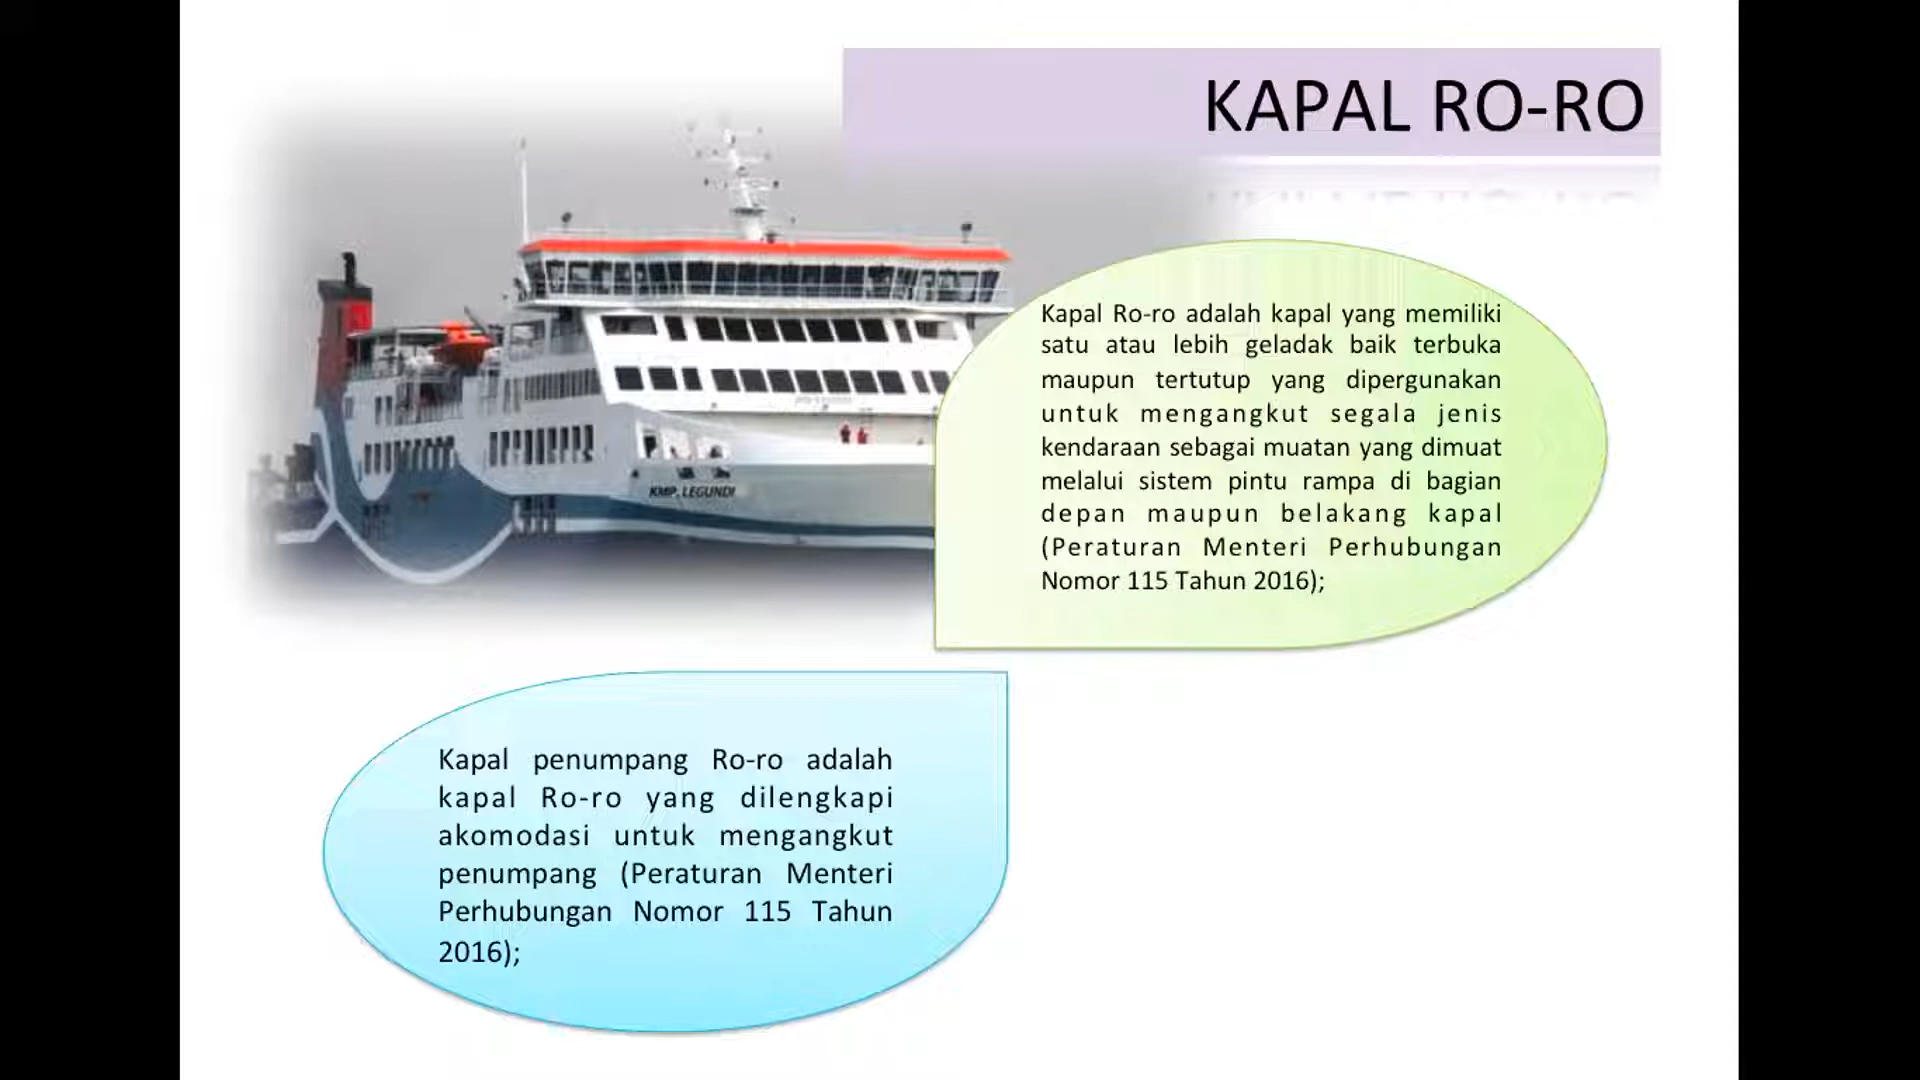 KAPAL RO-RO
KMP. LEGUNDI
Kapal Ro-ro adalah kapal yang memiliki
satu atau lebih geladak baik terbuka
maupun tertutup yang dipergunakan
untuk mengangkut segala jenis
kendaraan sebagai muatan yang dimuat
melalui sistem pintu rampa di bagian
depan maupun belakang kapal
(Peraturan Menteri Perhubungan
Nomor 115 Tahun 2016);
Kapal penumpang Ro-ro adalah
kapal Ro-ro yang dilengkapi
akomodasi untuk mengangkut
penumpang (Peraturan Menteri
Perhubungan Nomor 115 Tahun
2016);